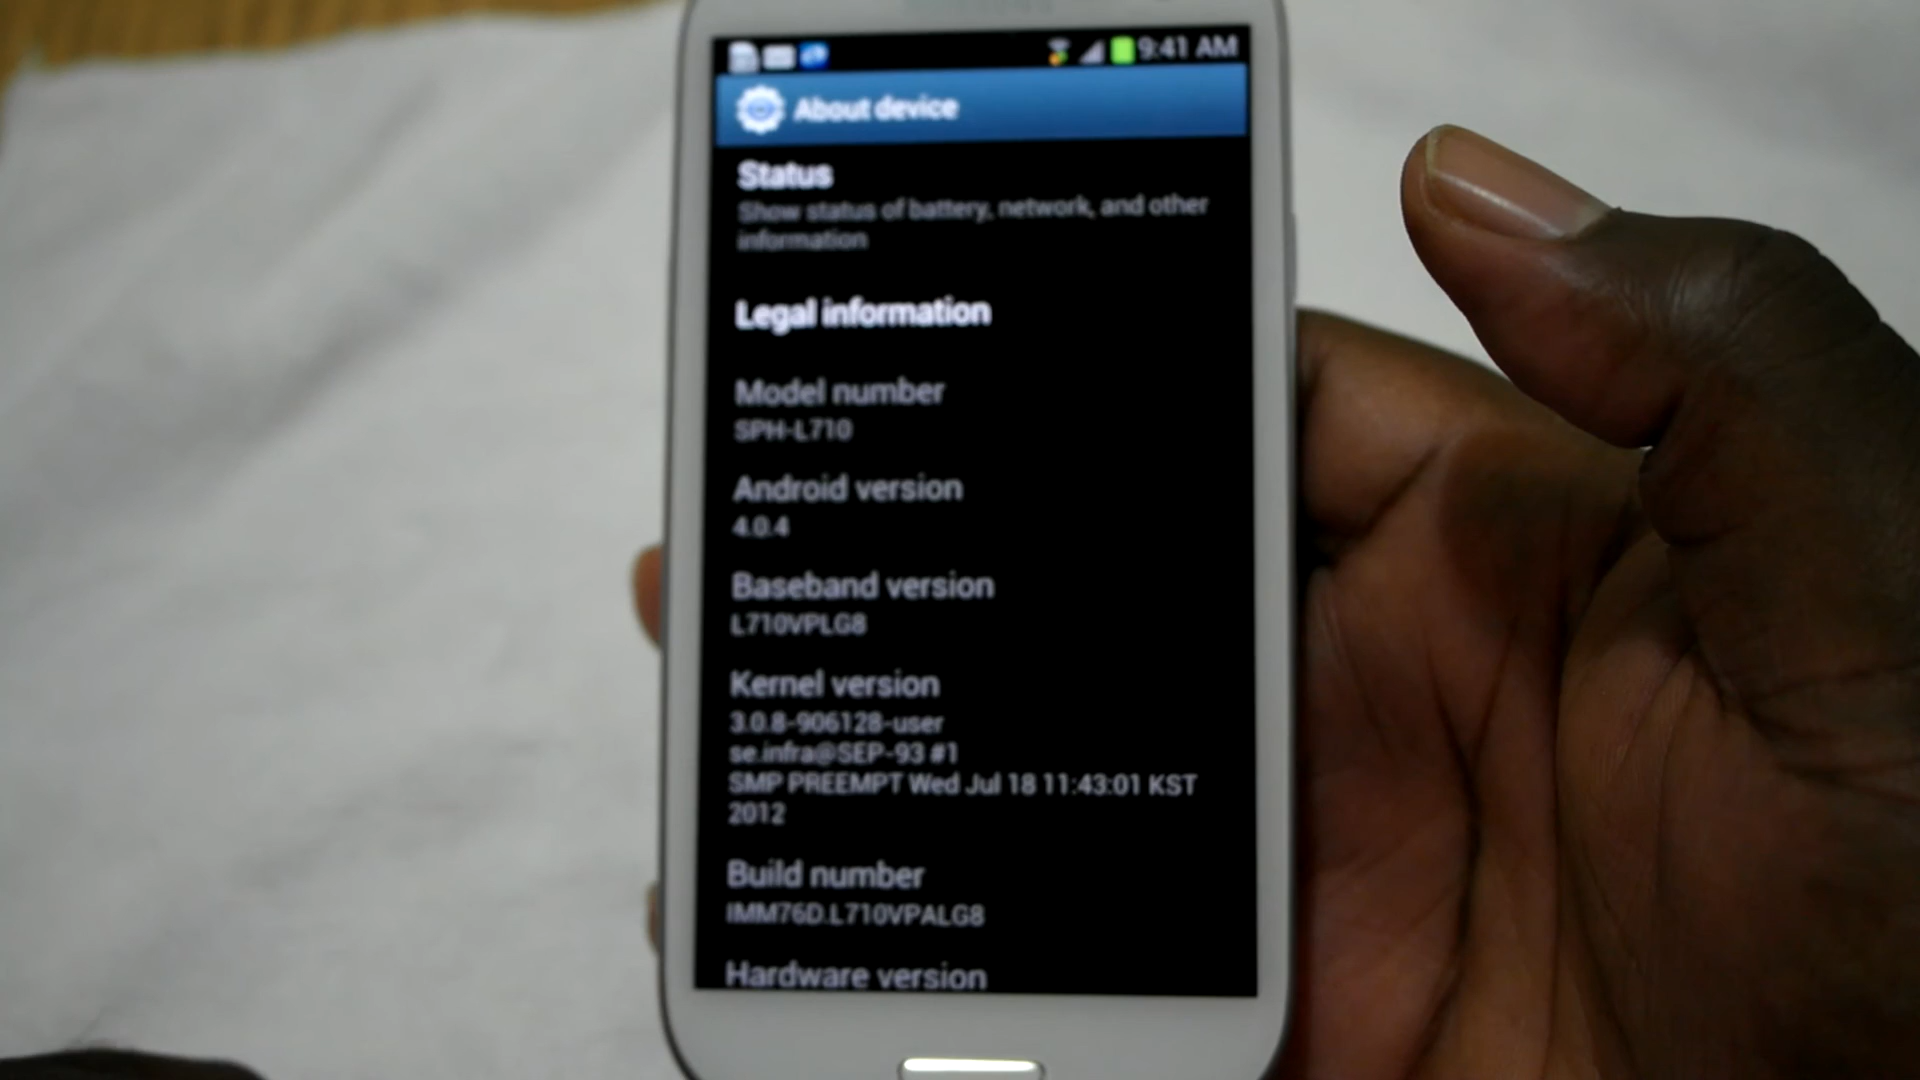 9:41 AM
About device
Status
Show status of battery, network, and other
information
Legal information
Model number
SPH-L710
Android version
4.0.4
Baseband version
L710VPLG8
Kernel version
3.0.8-906128-user
se.infra@SEP-93 #1
SMP PREEMPT Wed Jul 18 11:43:01 KST
2012
Build number
IMM76D.L710VPALG8
Hardware version